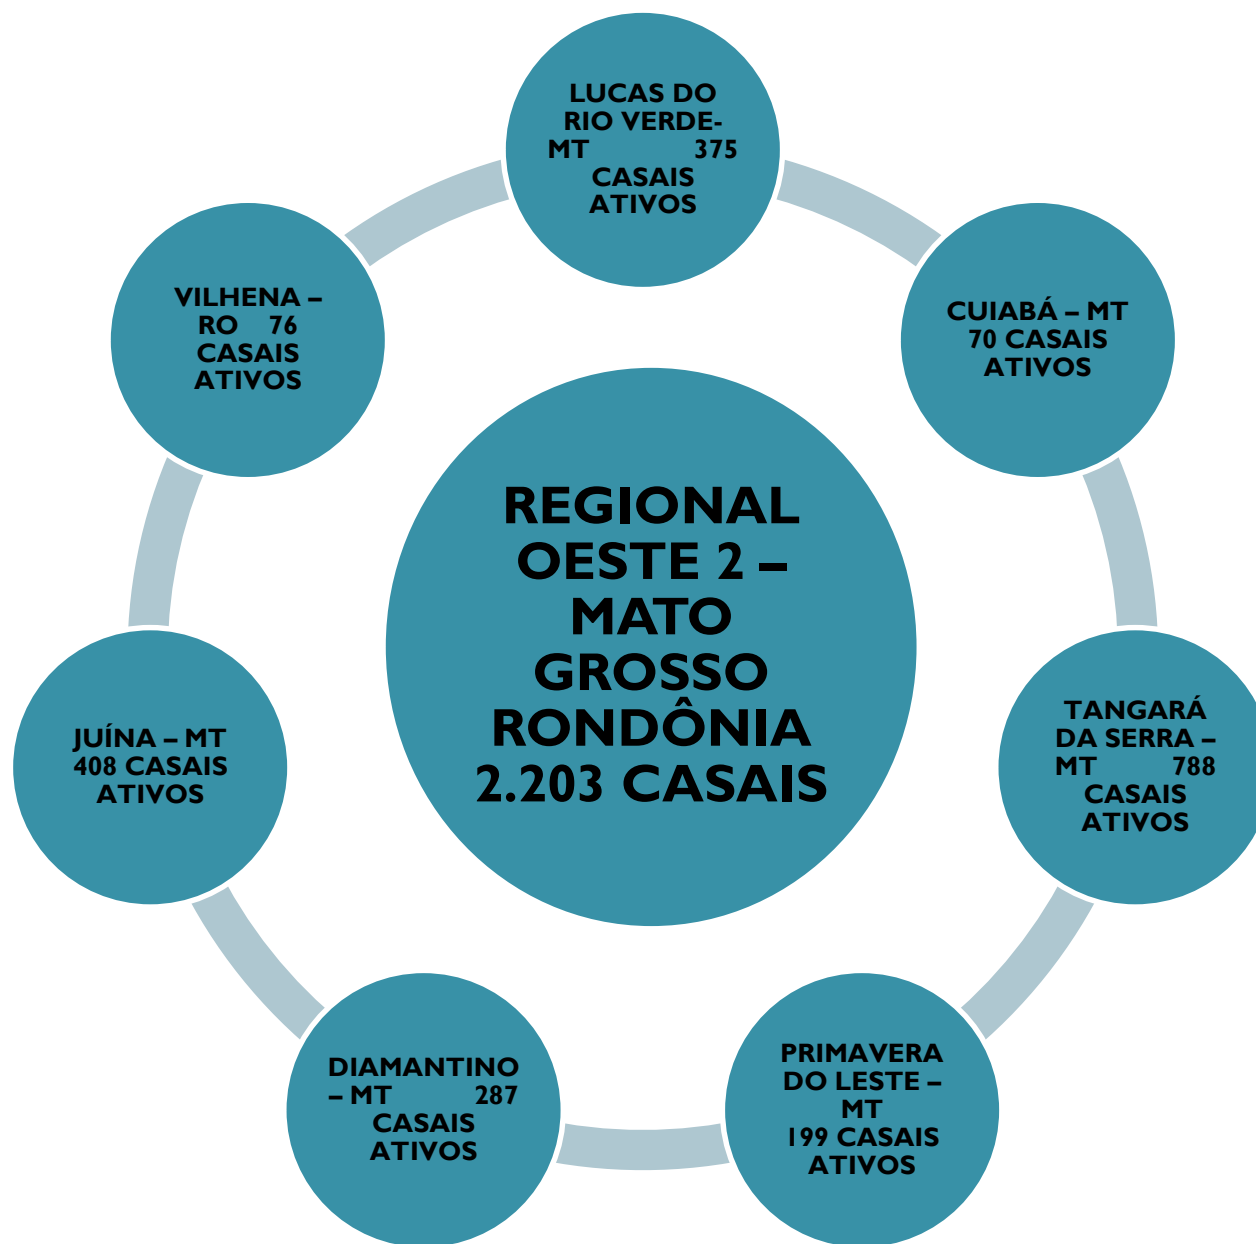 LUCAS DO
RIO VERDE-
MT 375
CASAIS
ATIVOS
CUIABÁ – MT
70 CASAIS
ATIVOS
TANGARÁ
DA SERRA –
MT 788
CASAIS
ATIVOS
PRIMAVERA
DO LESTE –
MT
199 CASAIS
ATIVOS
DIAMANTINO
– MT 287
CASAIS
ATIVOS
JUÍNA – MT
408 CASAIS
ATIVOS
VILHENA –
RO 76
CASAIS
ATIVOS
REGIONAL
OESTE 2 –
MATO
GROSSO
RONDÔNIA
2.203 CASAIS